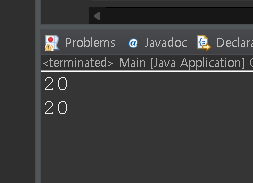 Problems @ Javadoc Declara
<terminated> Main [Java Application]
20
20